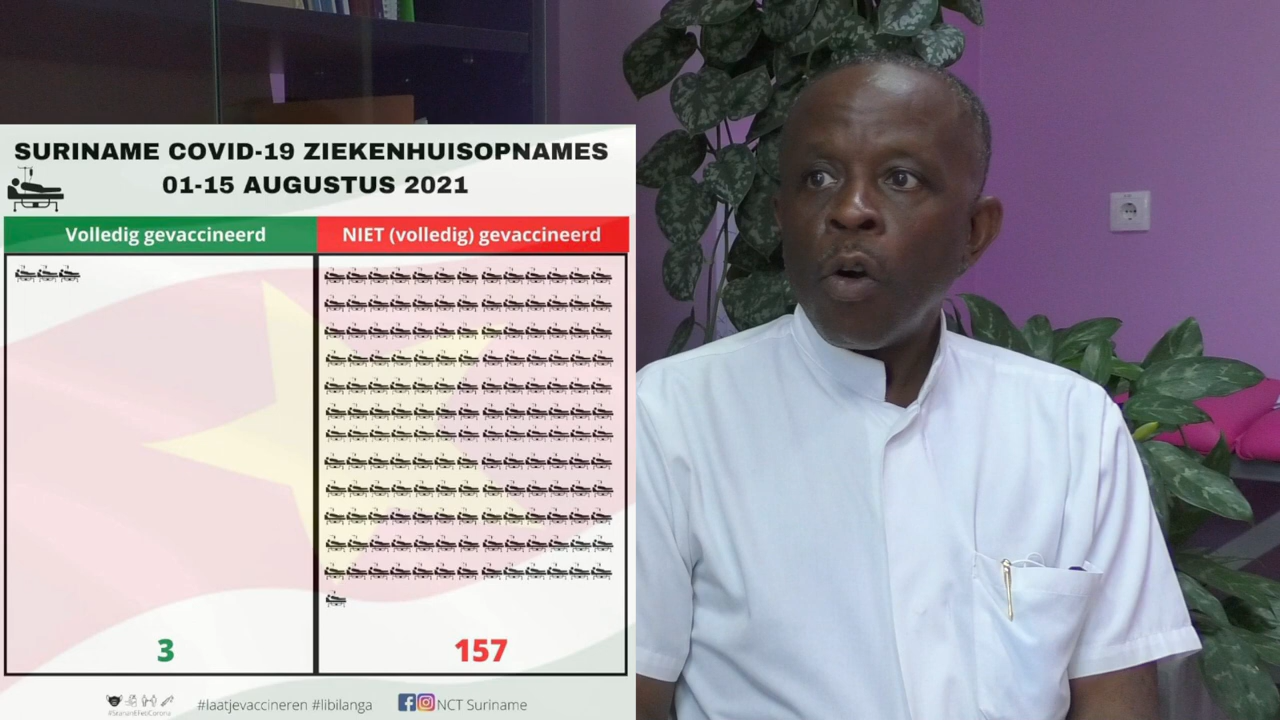 SURINAME COVID-19 ZIEKENHUISOPNAMES
01-15 AUGUSTUS 2021
Volledig gevaccineerd
NIET (volledig) gevaccineerd
3
157
#laatjevaccineren #libilanga
NCT Suriname